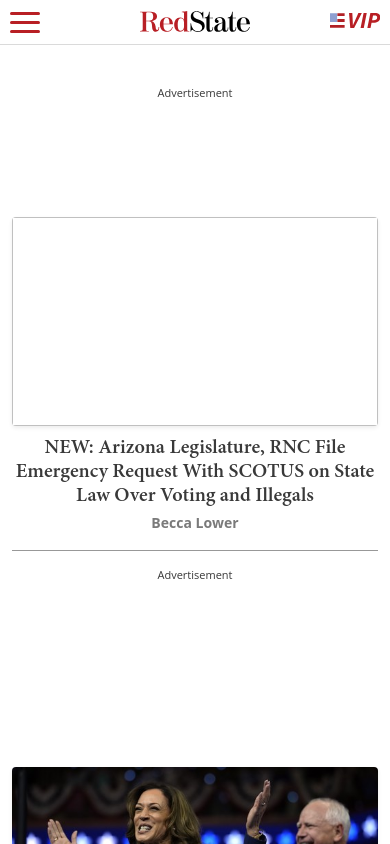 RedState
VIP
Advertisement
NEW: Arizona Legislature, RNC File
Emergency Request With SCOTUS on State
Law Over Voting and Illegals
Becca Lower
Advertisement